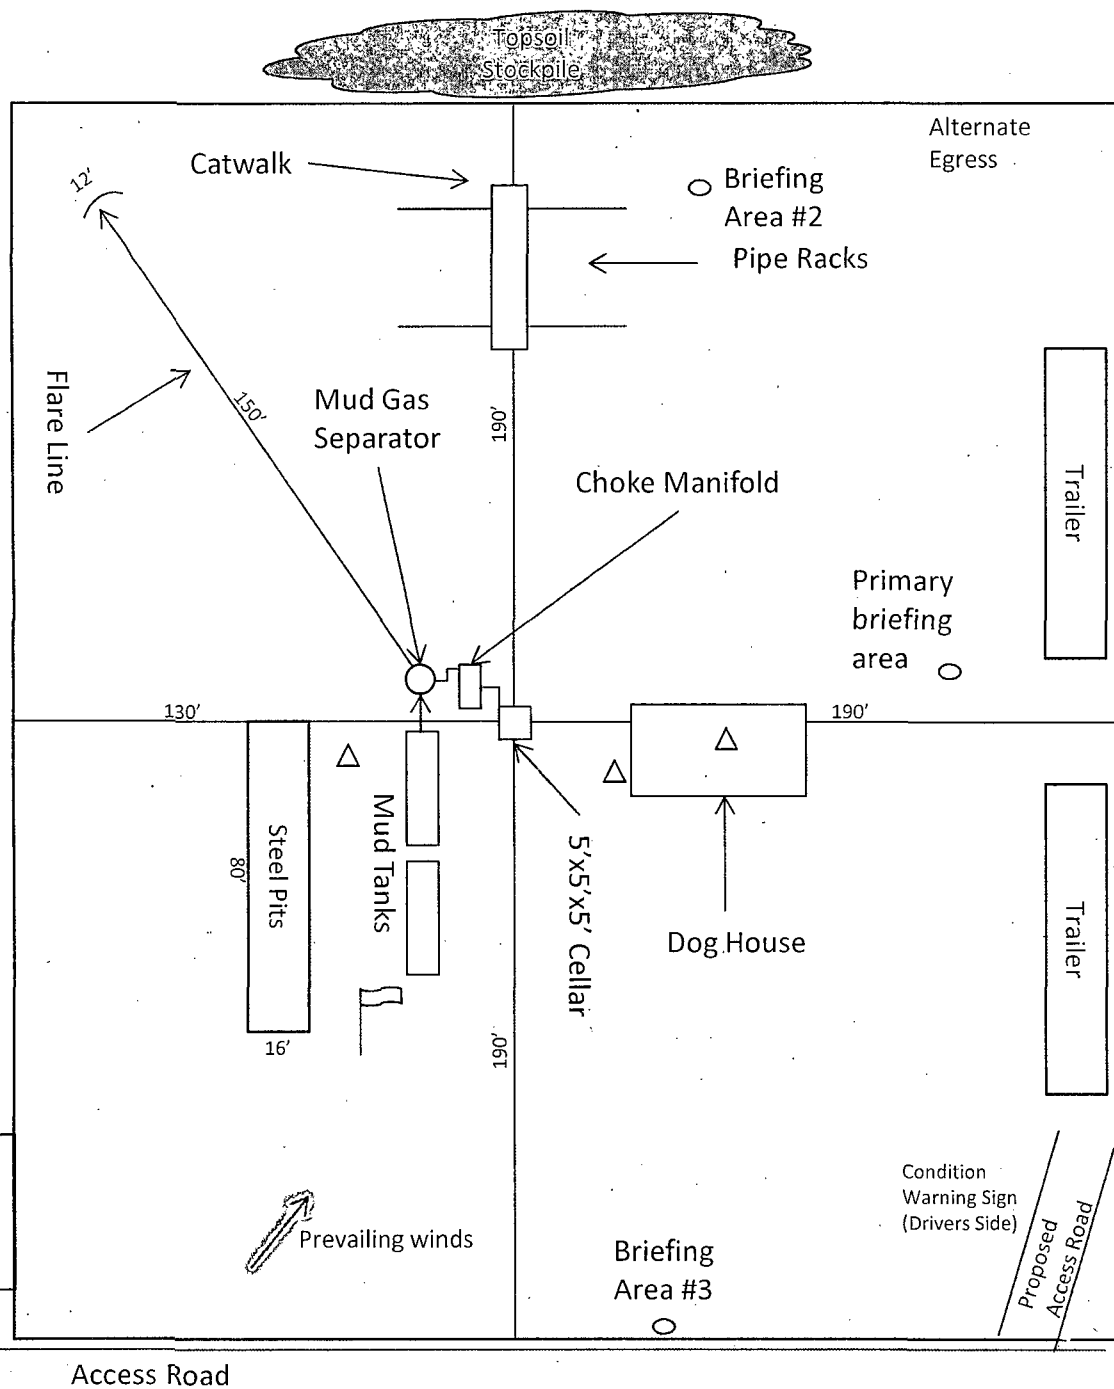 Topsoil
Stockpile
Alternate
Egress
Catwalk
12'
Briefing
Area #2
Pipe Racks
Flare Line
150'
Mud Gas
Separator
190'
Choke Manifold
Trailer
Primary
briefing
area
130'
190'
Steel Pits
80'
16'
Mud Tanks
5'x5'x5' Cellar
Dog House
Trailer
190'
Prevailing winds
Condition
Warning Sign
(Drivers Side)
Proposed
Access Road
Briefing
Area #3
Access Road